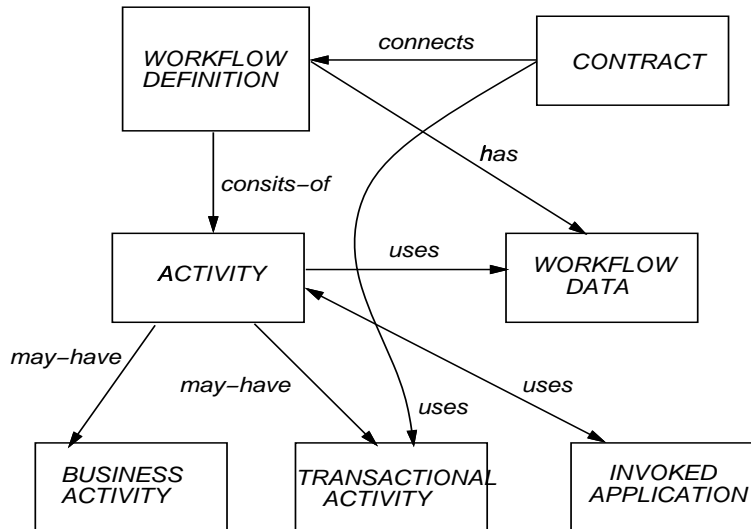 connects
WORKFLOW
DEFINITION
CONTRACT
has
consits-of
uses
ACTIVITY
WORKFLOW
DATA
may-have
may-have
uses
uses
BUSINESS
ACTIVITY
TRANSACTIONAL
ACTIVITY
INVOKED
APPLICATION